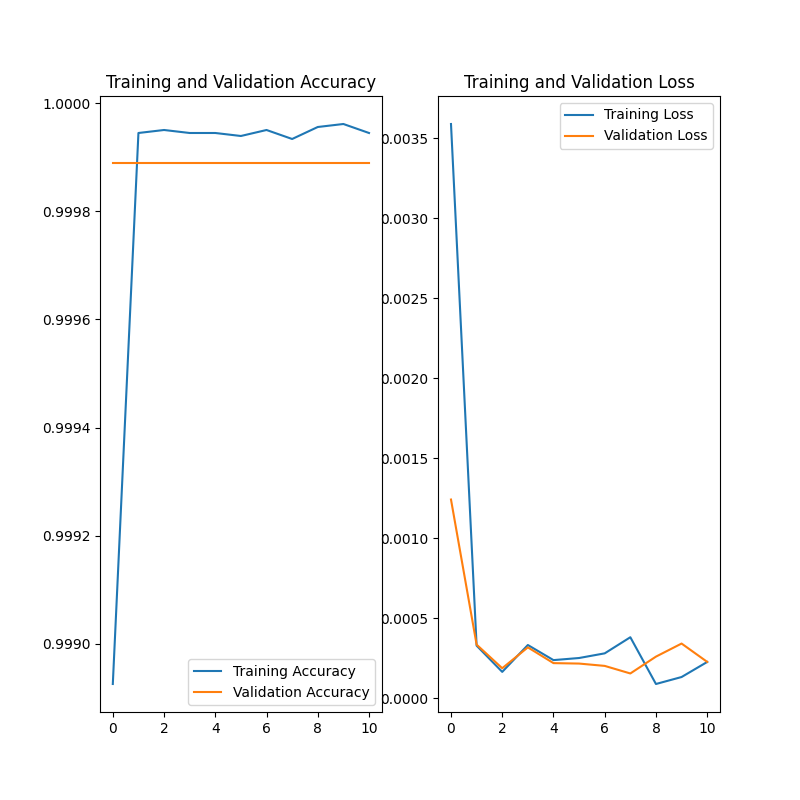 Training and Validation Accuracy
1.0000
0.9998
0.9996
0.9994
0.9992
0.9990
0 2 4 6 8 10
Training Accuracy
Validation Accuracy
Training and Validation Loss
0.0035
0.0030
0.0025
0.0020
0.0015
0.0010
0.0005
0.0000
0 2 4 6 8 10
Training Loss
Validation Loss